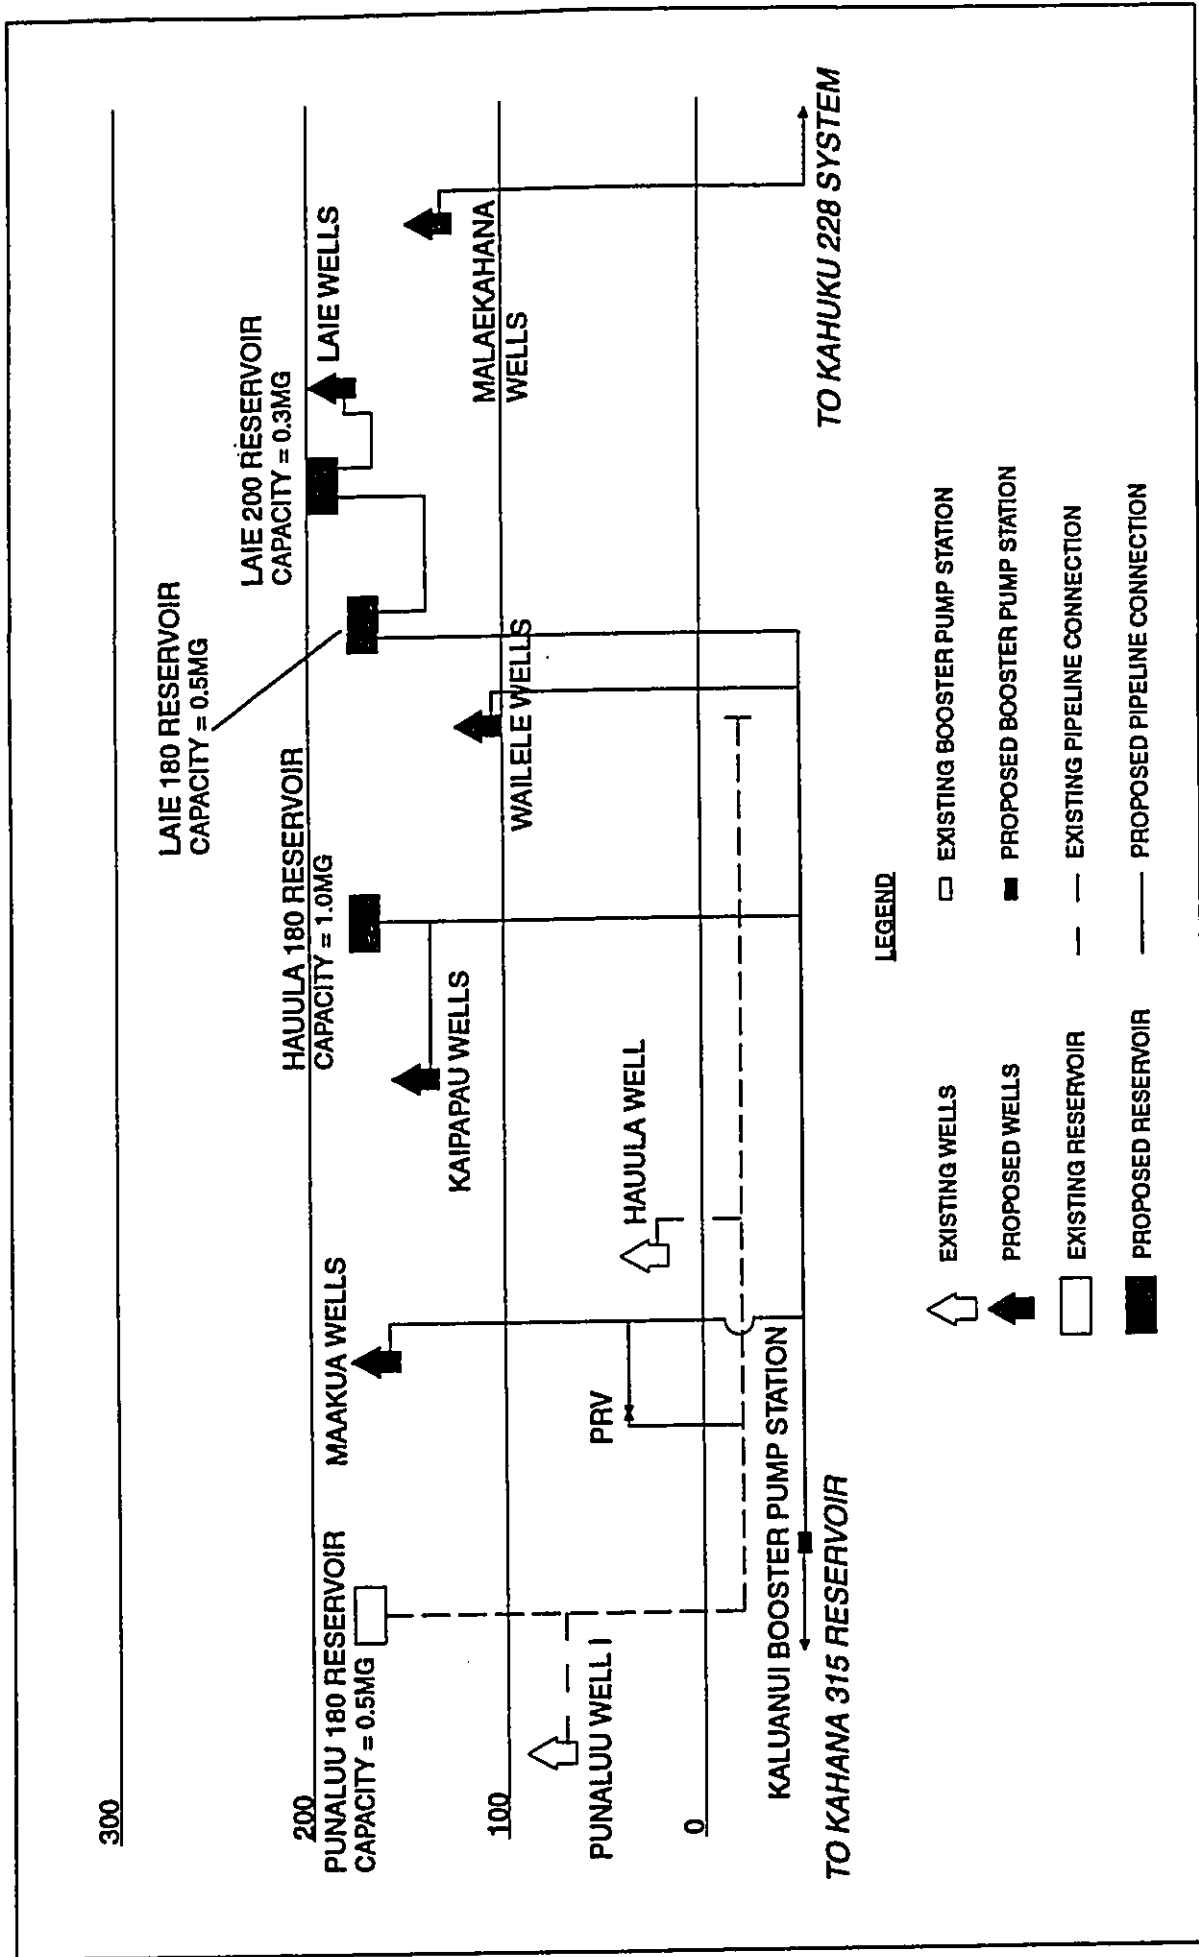 300
200
100
0
PUNALUU 180 RESERVOIR
CAPACITY = 0.5MG
PUNALUU WELL I
MAAKUA WELLS
PRV
KALUANUI BOOSTER PUMP STATION
TO KAHANA 315 RESERVOIR
HAUULA WELL
KAIPAPAU WELLS
HAUULA 180 RESERVOIR
CAPACITY = 1.0MG
WAILELE WELLS
LAIE 180 RESERVOIR
CAPACITY = 0.5MG
LAIE 200 RESERVOIR
CAPACITY = 0.3MG
LAIE WELLS
MALAEKAHANA
WELLS
TO KAHUKU 228 SYSTEM
LEGEND
EXISTING WELLS
PROPOSED WELLS
EXISTING RESERVOIR
PROPOSED RESERVOIR
EXISTING BOOSTER PUMP STATION
PROPOSED BOOSTER PUMP STATION
EXISTING PIPELINE CONNECTION
PROPOSED PIPELINE CONNECTION